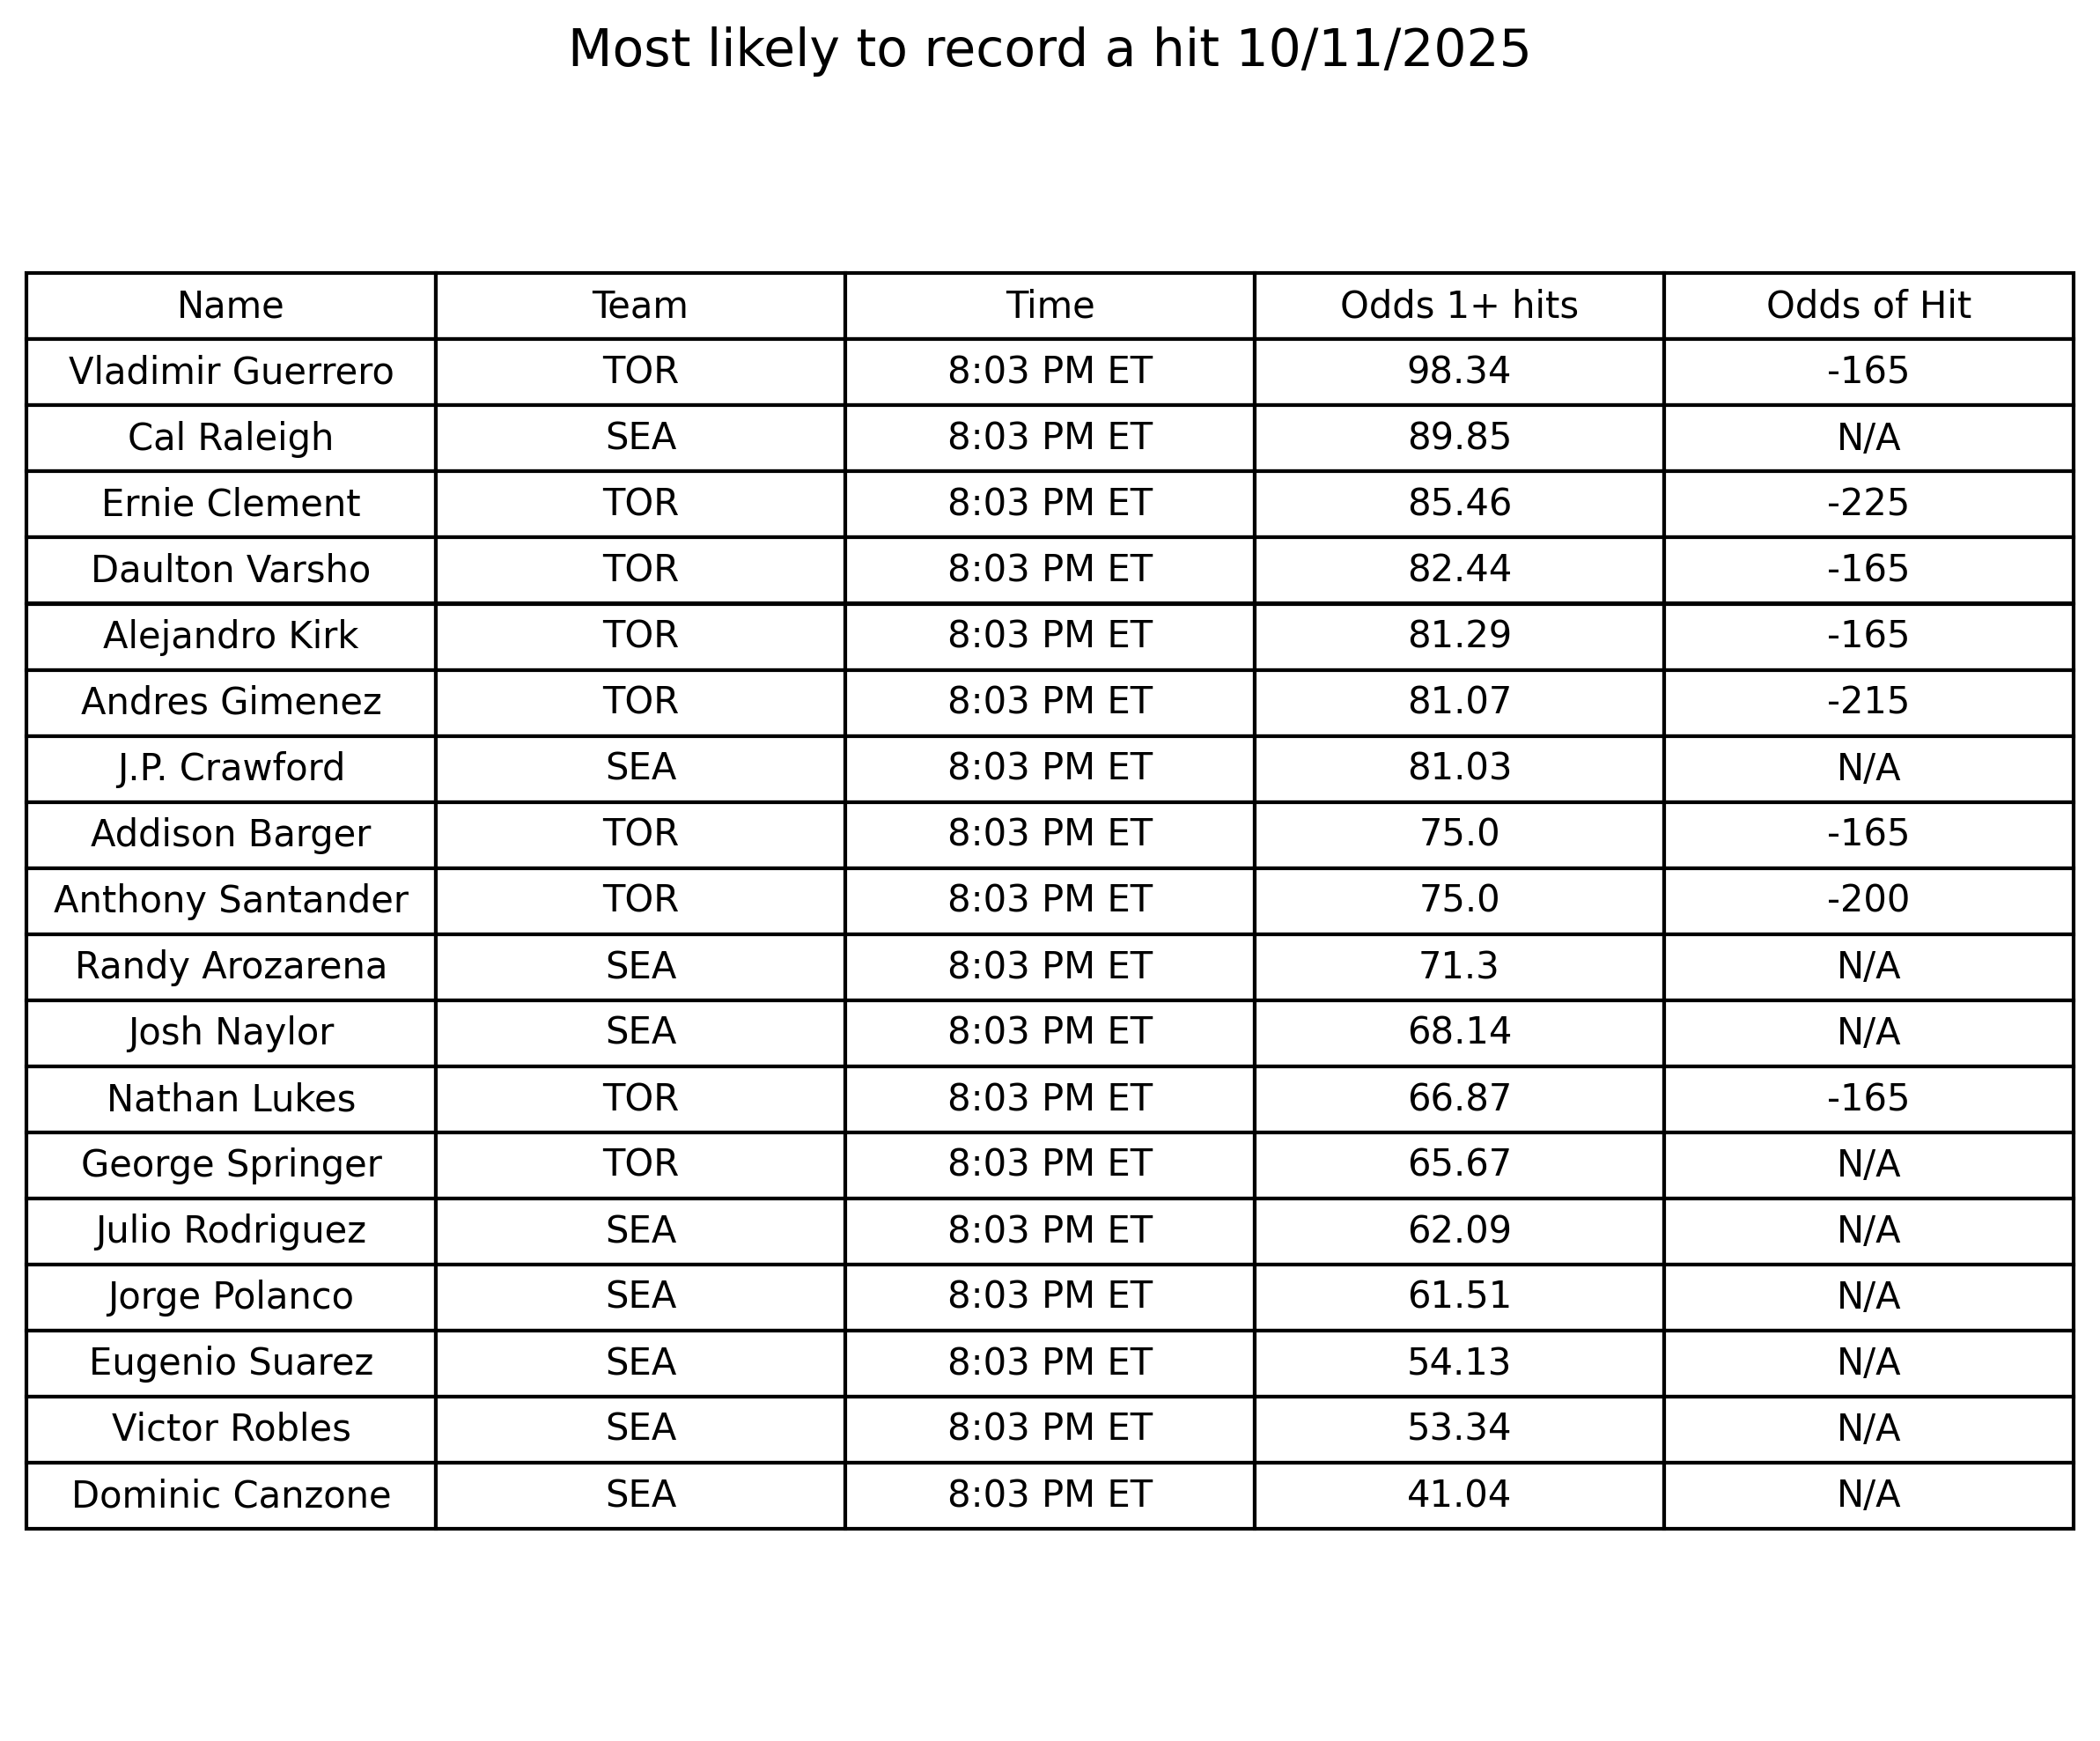 Most likely to record a hit 10/11/2025
Name Team Time Odds 1+ hits Odds of Hit
Vladimir Guerrero TOR 8:03 PM ET 98.34 -165
Cal Raleigh SEA 8:03 PM ET 89.85 N/A
Ernie Clement TOR 8:03 PM ET 85.46 -225
Daulton Varsho TOR 8:03 PM ET 82.44 -165
Alejandro Kirk TOR 8:03 PM ET 81.29 -165
Andres Gimenez TOR 8:03 PM ET 81.07 -215
J.P. Crawford SEA 8:03 PM ET 81.03 N/A
Addison Barger TOR 8:03 PM ET 75.0 -165
Anthony Santander TOR 8:03 PM ET 75.0 -200
Randy Arozarena SEA 8:03 PM ET 71.3 N/A
Josh Naylor SEA 8:03 PM ET 68.14 N/A
Nathan Lukes TOR 8:03 PM ET 66.87 -165
George Springer TOR 8:03 PM ET 65.67 N/A
Julio Rodriguez SEA 8:03 PM ET 62.09 N/A
Jorge Polanco SEA 8:03 PM ET 61.51 N/A
Eugenio Suarez SEA 8:03 PM ET 54.13 N/A
Victor Robles SEA 8:03 PM ET 53.34 N/A
Dominic Canzone SEA 8:03 PM ET 41.04 N/A